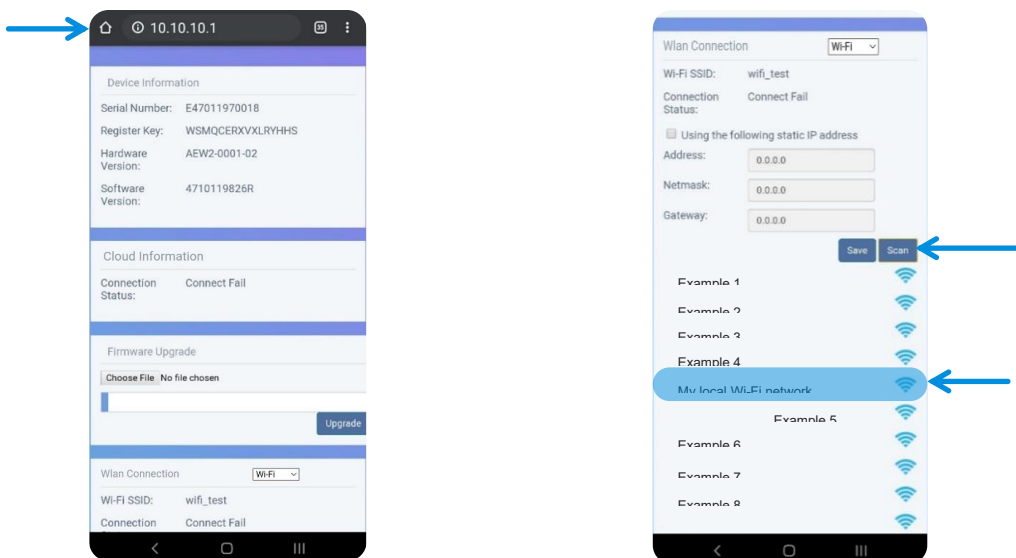 10.10.10.1
35
Device Information
Serial Number: E47011970018
Register Key: WSMQCERXVXLRYHHS
Hardware Version: AEW2-0001-02
Software Version: 4710119826R
Cloud Information
Connection Status: Connect Fail
Firmware Upgrade
Choose File No file chosen
Upgrade
Wlan Connection Wi-Fi
Wi-Fi SSID: wifi_test
Connection Connect Fail
Wlan Connection Wi-Fi
Wi-Fi SSID: wifi_test
Connection Status: Connect Fail
Using the following static IP address
Address: 0.0.0.0
Netmask: 0.0.0.0
Gateway: 0.0.0.0
Save Scan
Example 1
Example 2
Example 3
Example 4
My local Wi-Fi network
Example 5
Example 6
Example 7
Example 8